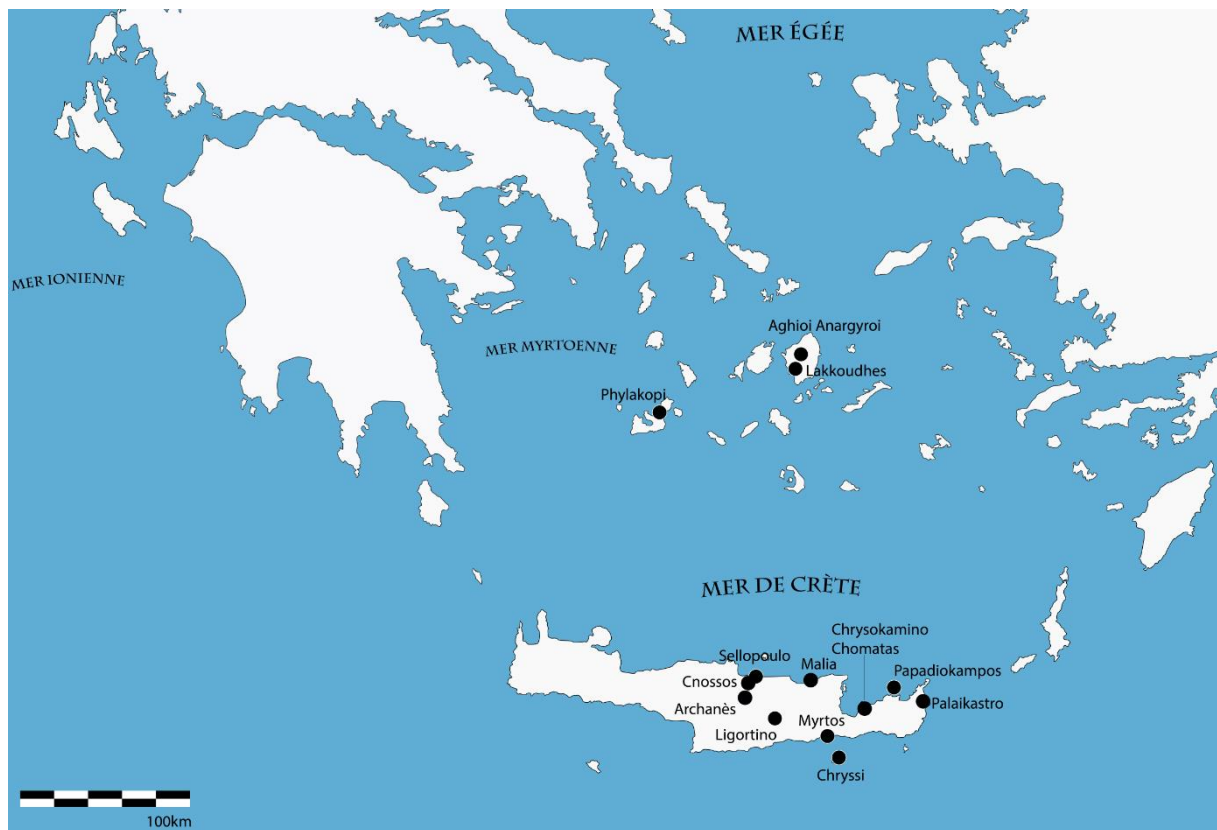 MER ÉGÉE
MER IONIENNE
MER MYRTOENNE
Aghioi Anargyroi
Lakkoudhes
Phylakopi
MER DE CRÈTE
Chrysokamino
Chomatas
Sellopoulo
Malia
Papadiokampos
Cnossos
Palaikastro
Archanès
Myrtos
Ligortino
Chryssi
100km